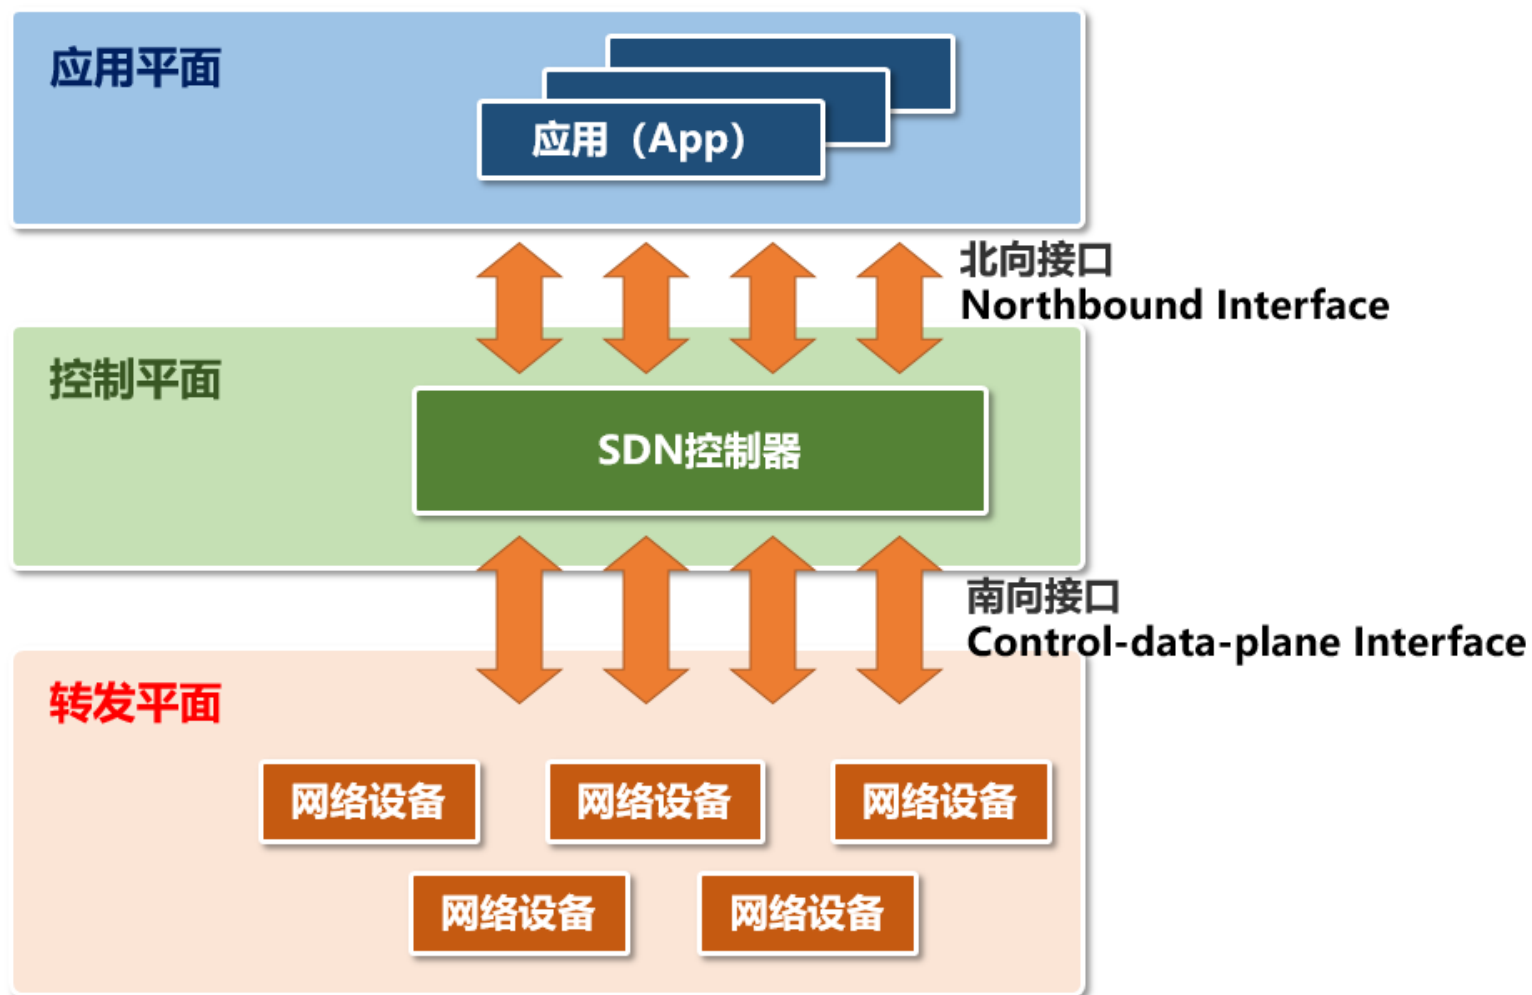 应用平面
应用（App）
北向接口
Northbound Interface
控制平面
SDN控制器
南向接口
Control-data-plane Interface
转发平面
网络设备
网络设备
网络设备
网络设备
网络设备